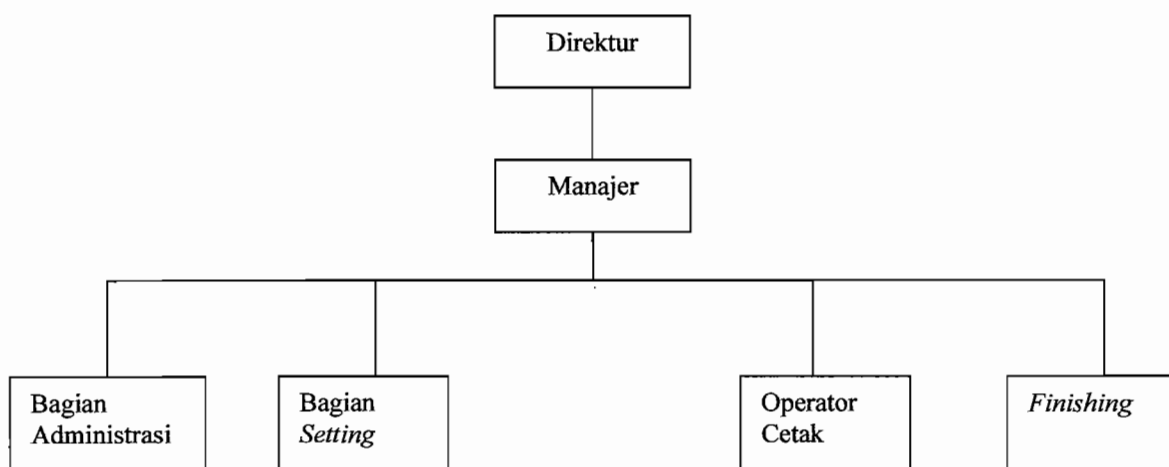 Direktur
Manajer
Bagian
Administrasi
Bagian
Setting
Operator
Cetak
Finishing